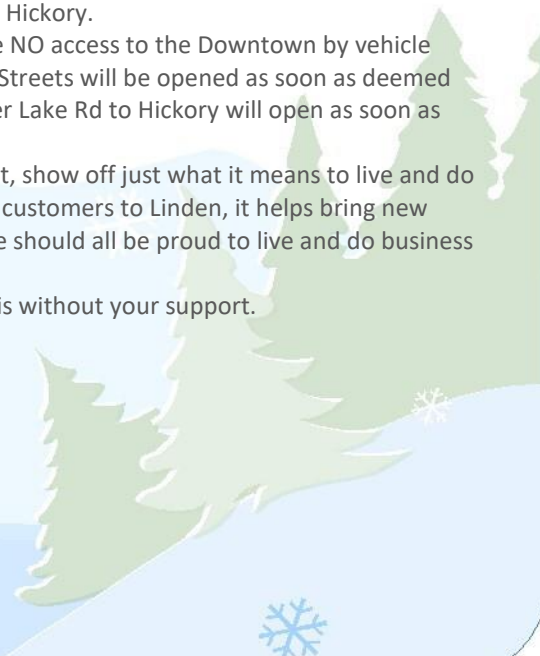 Hickory.
e NO access to the Downtown by vehicle
Streets will be opened as soon as deemed
er Lake Rd to Hickory will open as soon as
t, show off just what it means to live and do
customers to Linden, it helps bring new
e should all be proud to live and do business
is without your support.